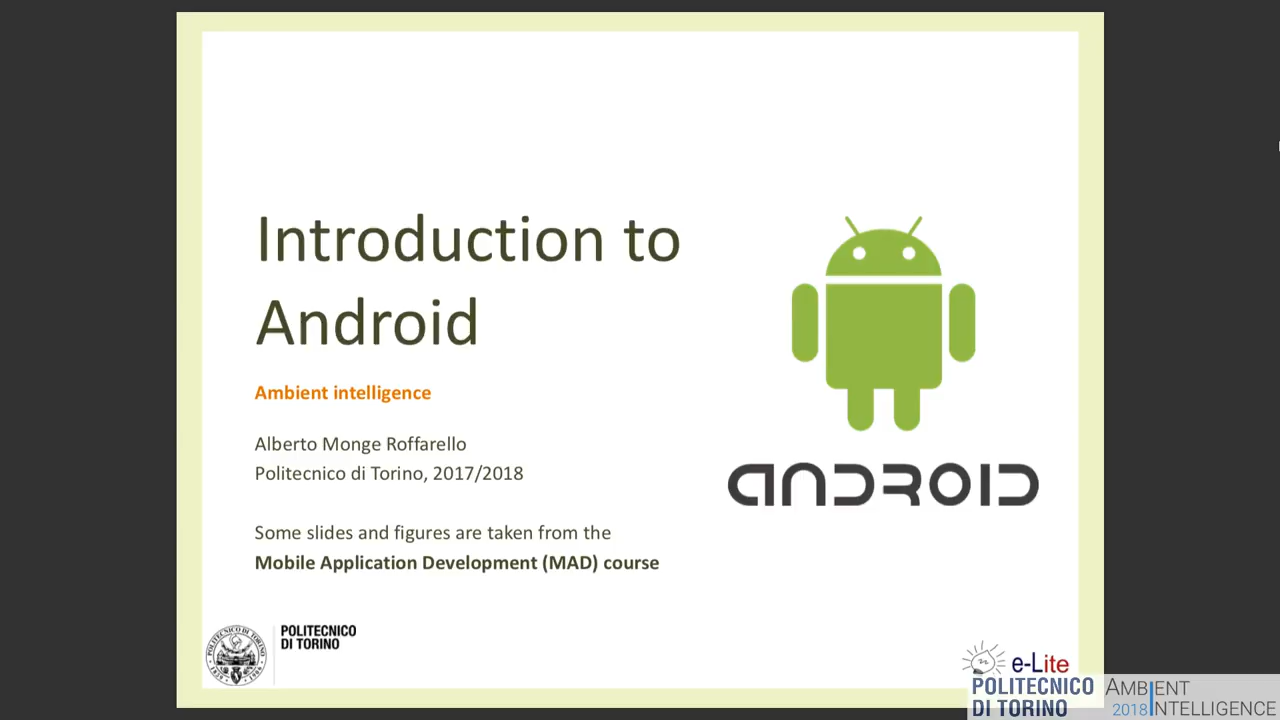 Introduction to
Android
Ambient intelligence
Alberto Monge Roffarello
Politecnico di Torino, 2017/2018
Some slides and figures are taken from the
Mobile Application Development (MAD) course
ANDROID
POLITECNICO
DI TORINO
e-Lite
POLITECNICO
DI TORINO
AMBIENT
2018 INTELLIGENCE